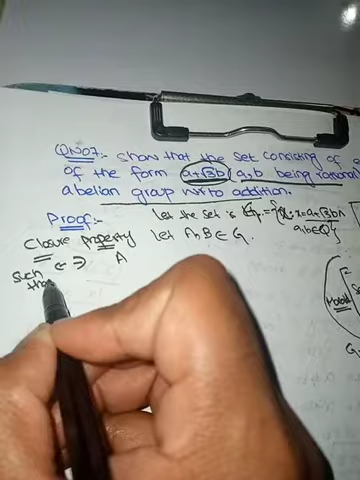 QNO7:- Show that the set consisting of
of the form a+√3b, a,b being rational
abelian group w.r.to addition.
Proof:- let the set is G = {x: x=a+√3b ∧
a,b∈Q}
Closure property let A,B ∈ G.
such ∋ A
that